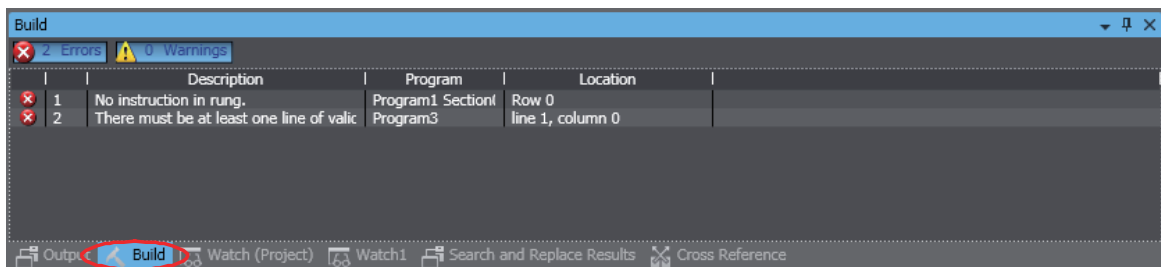 Build
2 Errors 0 Warnings
Description Program Location
1 No instruction in rung. Program1 Section Row 0
2 There must be at least one line of valid Program3 line 1, column 0
Output Build Watch (Project) Watch1 Search and Replace Results Cross Reference